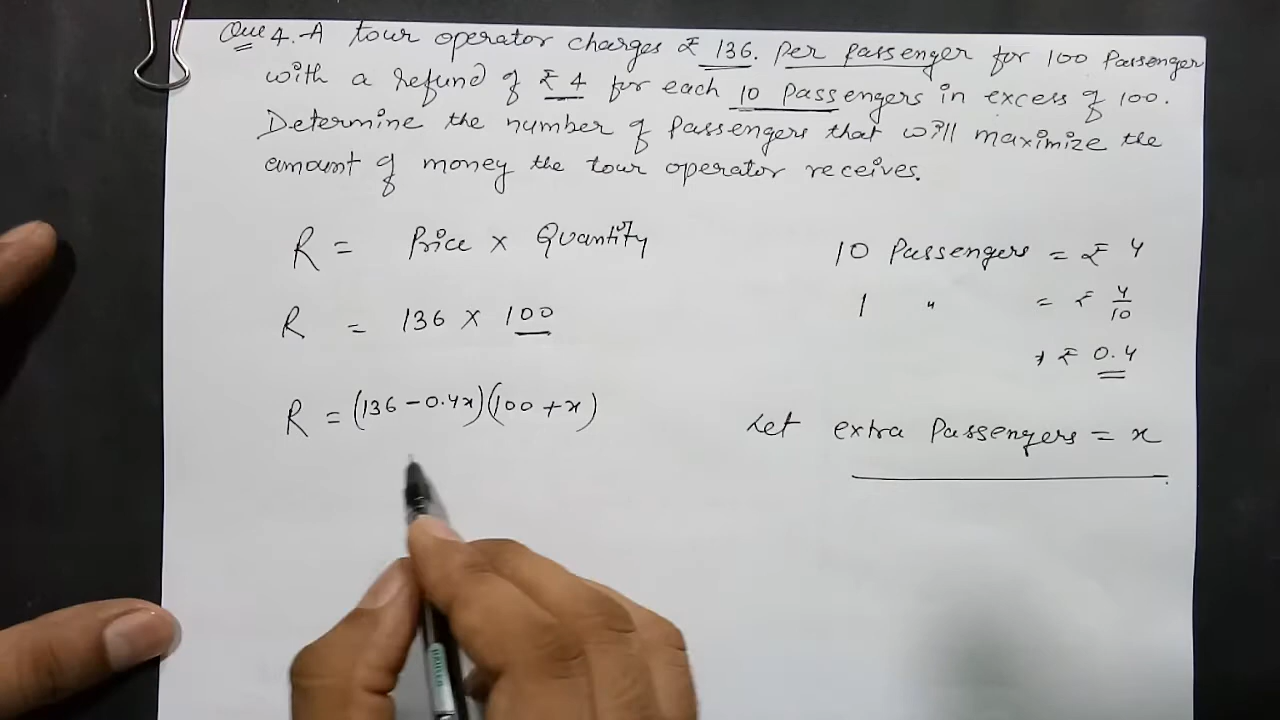 Que 4. A tour operator charges ₹ 136. Per passenger for 100 Passenger
with a refund of ₹ 4 for each 10 passengers in excess of 100.
Determine the number of passengers that will maximize the
amount of money the tour operator receives.
R = Price × Quantity
R = 136 × 100
R = (136 - 0.4x)(100 + x)
10 Passengers = ₹ 4
1 " = ₹ 4/10
₹ 0.4
Let extra Passengers = x